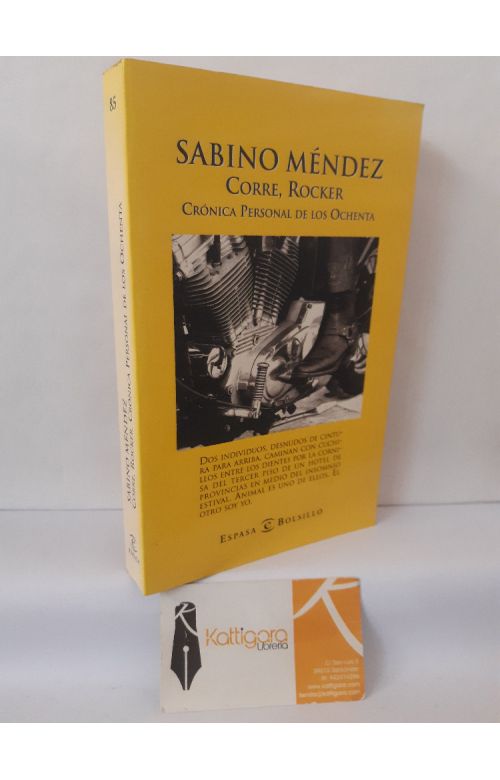 85
SABINO MÉNDEZ
CORRE, ROCKER. CRÓNICA PERSONAL DE LOS OCHENTA
SABINO MÉNDEZ
CORRE, ROCKER
CRÓNICA PERSONAL DE LOS OCHENTA
DOS INDIVIDUOS, DESNUDOS DE CINTU-
RA PARA ARRIBA, CAMINAN CON CUCHI-
LLOS ENTRE LOS DIENTES POR LA CORNI-
SA DEL TERCER PISO DE UN HOTEL DE
PROVINCIAS EN MEDIO DEL INSOMNIO
ESTIVAL. ANIMAL ES UNO DE ELLOS. EL
OTRO SOY YO.
ESPASA BOLSILLO
Kattigara
Librería
www.kattigara.com